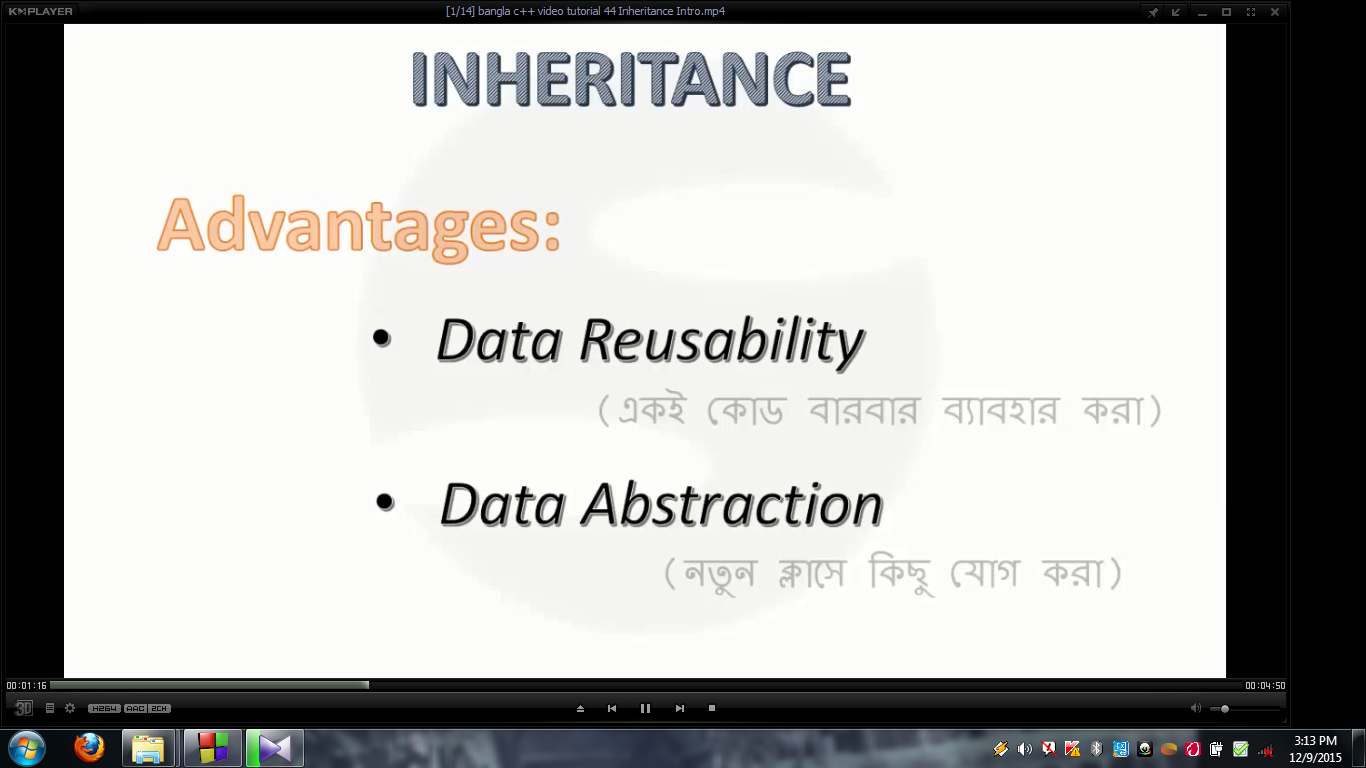 K▶MPLAYER
[1/14] bangla c++ video tutorial 44 Inheritance Intro.mp4
INHERITANCE
Advantages:
• Data Reusability
(একই কোড বারবার ব্যাবহার করা)
• Data Abstraction
(নতুন ক্লাসে কিছু যোগ করা)
00:01:16
00:04:50
3D
H264 AAC 2CH
3:13 PM
12/9/2015